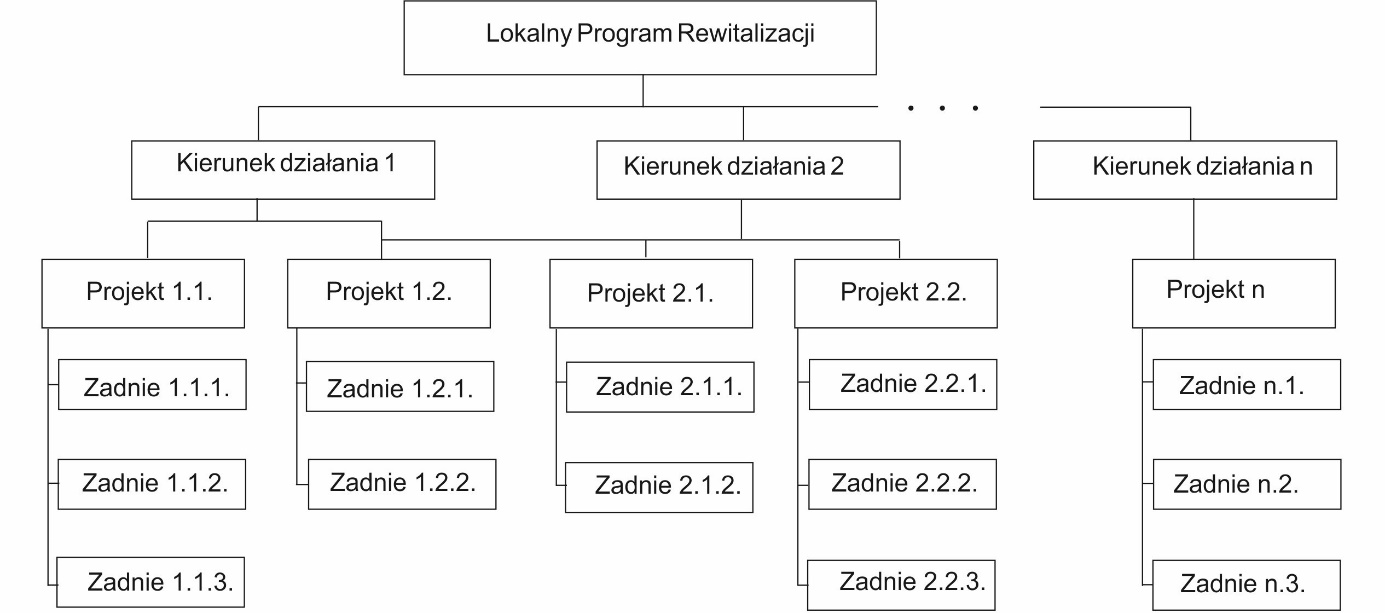 Lokalny Program Rewitalizacji
. . .
Kierunek działania 1
Kierunek działania 2
Kierunek działania n
Projekt 1.1.
Projekt 1.2.
Projekt 2.1.
Projekt 2.2.
Projekt n
Zadnie 1.1.1.
Zadnie 1.2.1.
Zadnie 2.1.1.
Zadnie 2.2.1.
Zadnie n.1.
Zadnie 1.1.2.
Zadnie 1.2.2.
Zadnie 2.1.2.
Zadnie 2.2.2.
Zadnie n.2.
Zadnie 1.1.3.
Zadnie 2.2.3.
Zadnie n.3.